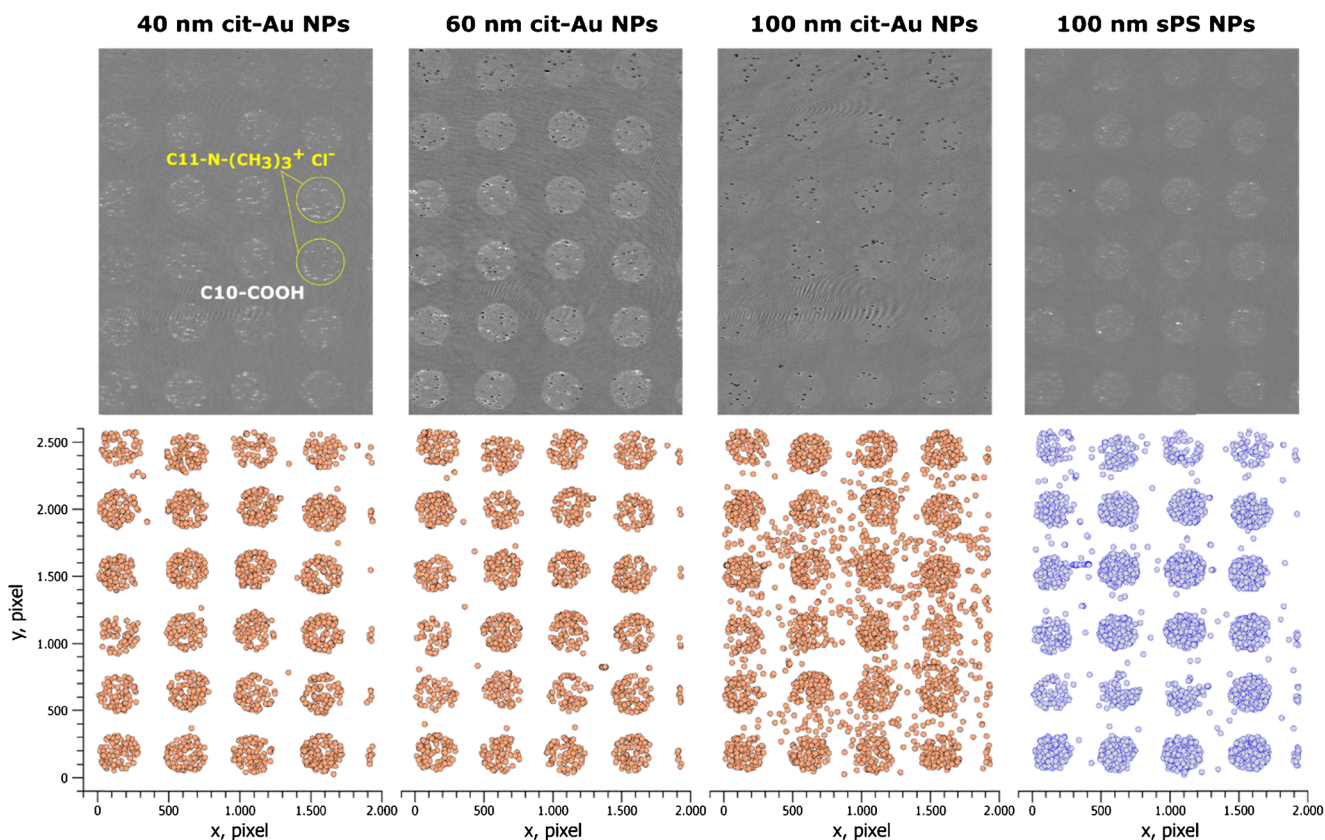 40 nm cit-Au NPs
60 nm cit-Au NPs
100 nm cit-Au NPs
100 nm sPS NPs
C11-N-(CH3)3+ Cl-
C10-COOH
y, pixel
2.500
2.000
1.500
1.000
500
0
0 500 1.000 1.500 2.000
0 500 1.000 1.500 2.000
0 500 1.000 1.500 2.000
0 500 1.000 1.500 2.000
x, pixel
x, pixel
x, pixel
x, pixel